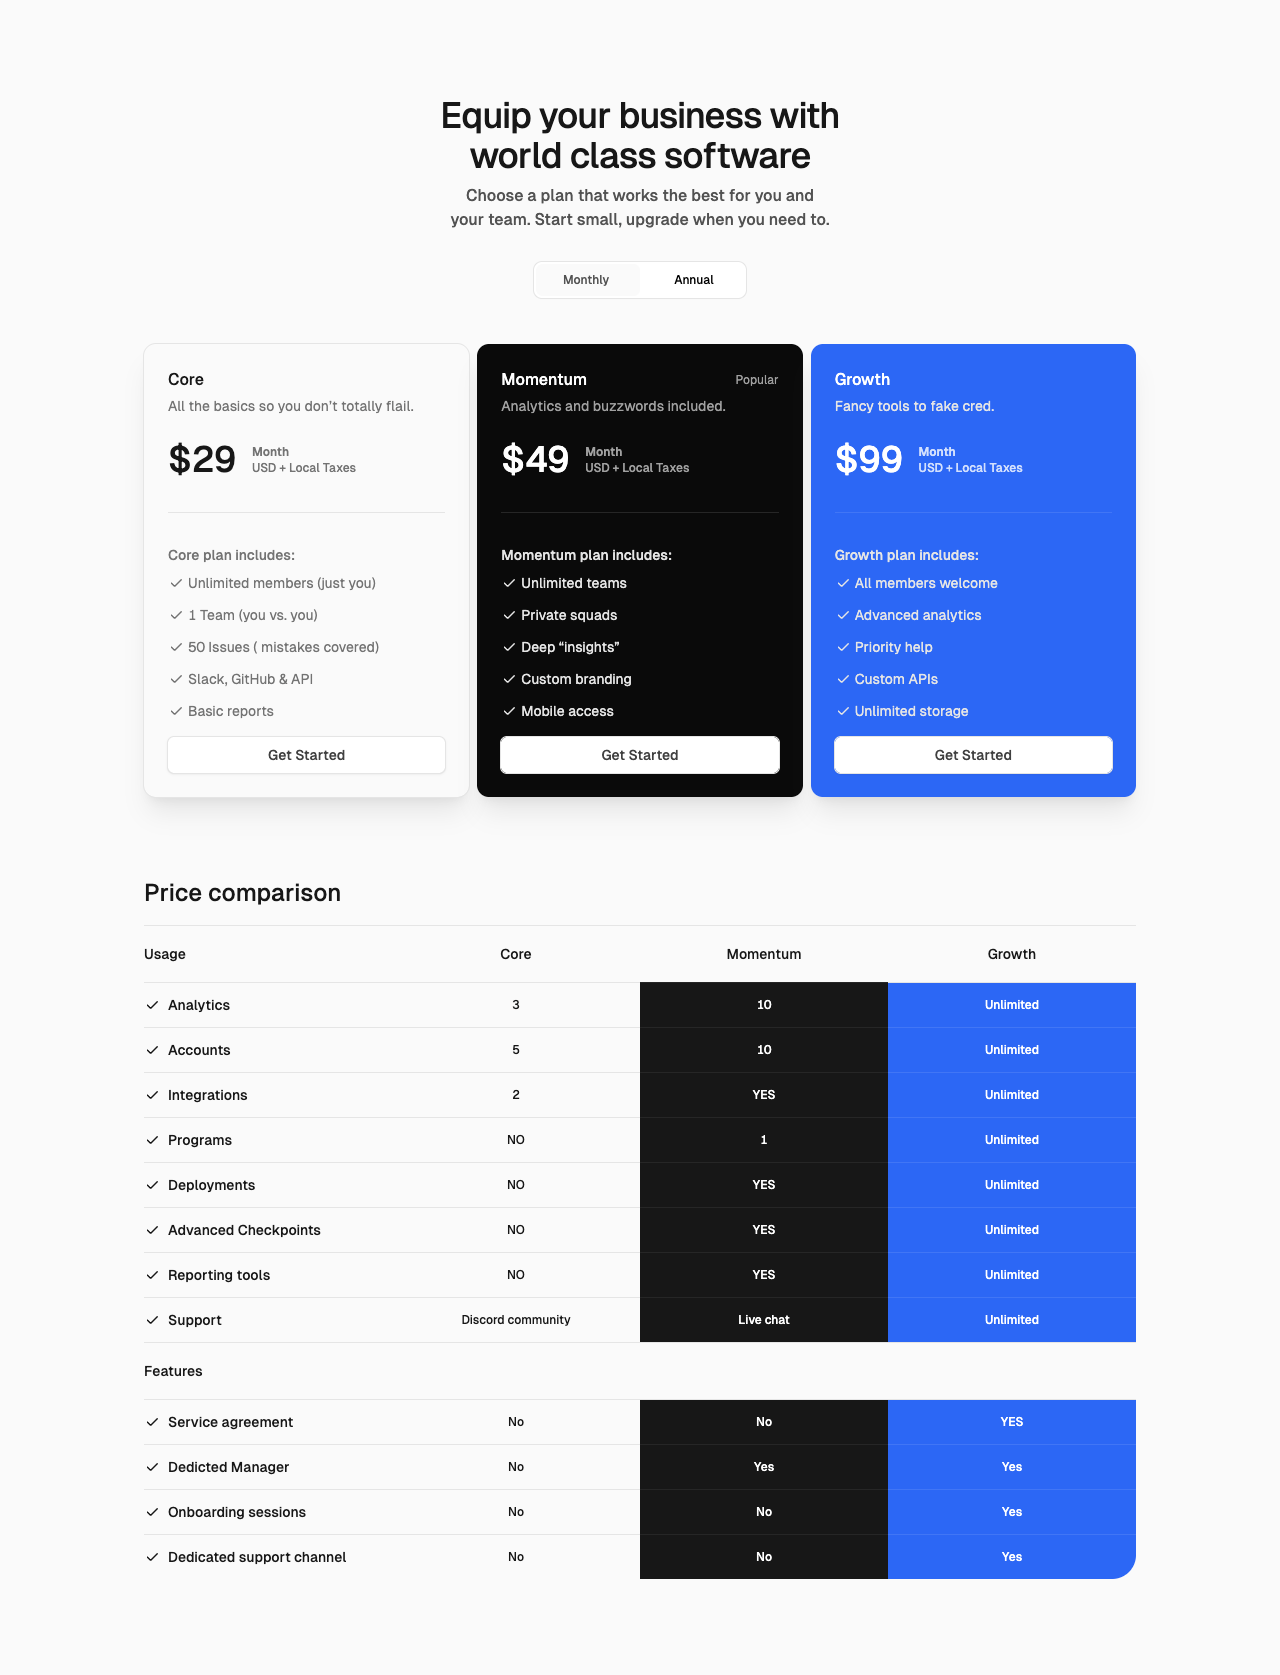 Equip your business with
world class software
Choose a plan that works the best for you and
your team. Start small, upgrade when you need to.
Monthly
Annual
Core
All the basics so you don’t totally flail.
$29
Month
USD + Local Taxes
Core plan includes:
Unlimited members (just you)
1 Team (you vs. you)
50 Issues ( mistakes covered)
Slack, GitHub & API
Basic reports
Get Started
Momentum
Popular
Analytics and buzzwords included.
$49
Month
USD + Local Taxes
Momentum plan includes:
Unlimited teams
Private squads
Deep “insights”
Custom branding
Mobile access
Get Started
Growth
Fancy tools to fake cred.
$99
Month
USD + Local Taxes
Growth plan includes:
All members welcome
Advanced analytics
Priority help
Custom APIs
Unlimited storage
Get Started
Price comparison
Usage Core Momentum Growth
Analytics 3 10 Unlimited
Accounts 5 10 Unlimited
Integrations 2 YES Unlimited
Programs NO 1 Unlimited
Deployments NO YES Unlimited
Advanced Checkpoints NO YES Unlimited
Reporting tools NO YES Unlimited
Support Discord community Live chat Unlimited
Features
Service agreement No No YES
Dedicted Manager No Yes Yes
Onboarding sessions No No Yes
Dedicated support channel No No Yes